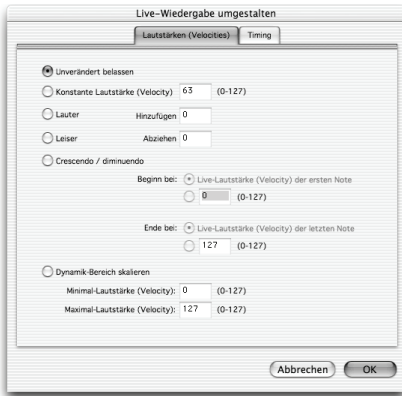 Live-Wiedergabe umgestalten
Lautstärken (Velocities) Timing
Unverändert belassen
Konstante Lautstärke (Velocity) 63 (0-127)
Lauter Hinzufügen 0
Leiser Abziehen 0
Crescendo / diminuendo
Beginn bei: Live-Lautstärke (Velocity) der ersten Note
0 (0-127)
Ende bei: Live-Lautstärke (Velocity) der letzten Note
127 (0-127)
Dynamik-Bereich skalieren
Minimal-Lautstärke (Velocity): 0 (0-127)
Maximal-Lautstärke (Velocity): 127 (0-127)
Abbrechen OK